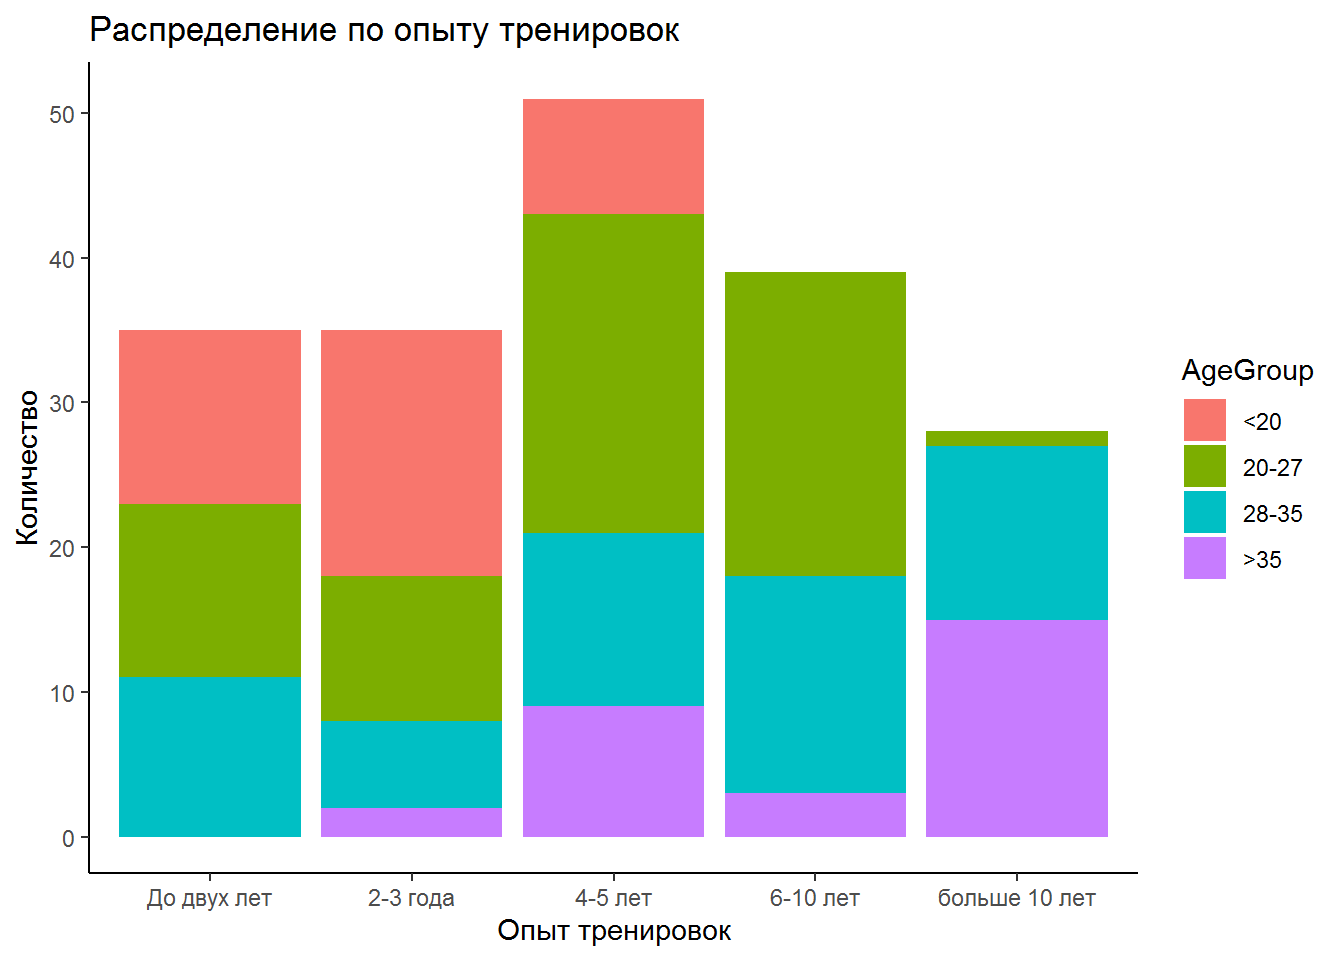 Распределение по опыту тренировок
Количество
50
40
30
20
10
0
До двух лет
2-3 года
4-5 лет
6-10 лет
больше 10 лет
Опыт тренировок
AgeGroup
<20
20-27
28-35
>35